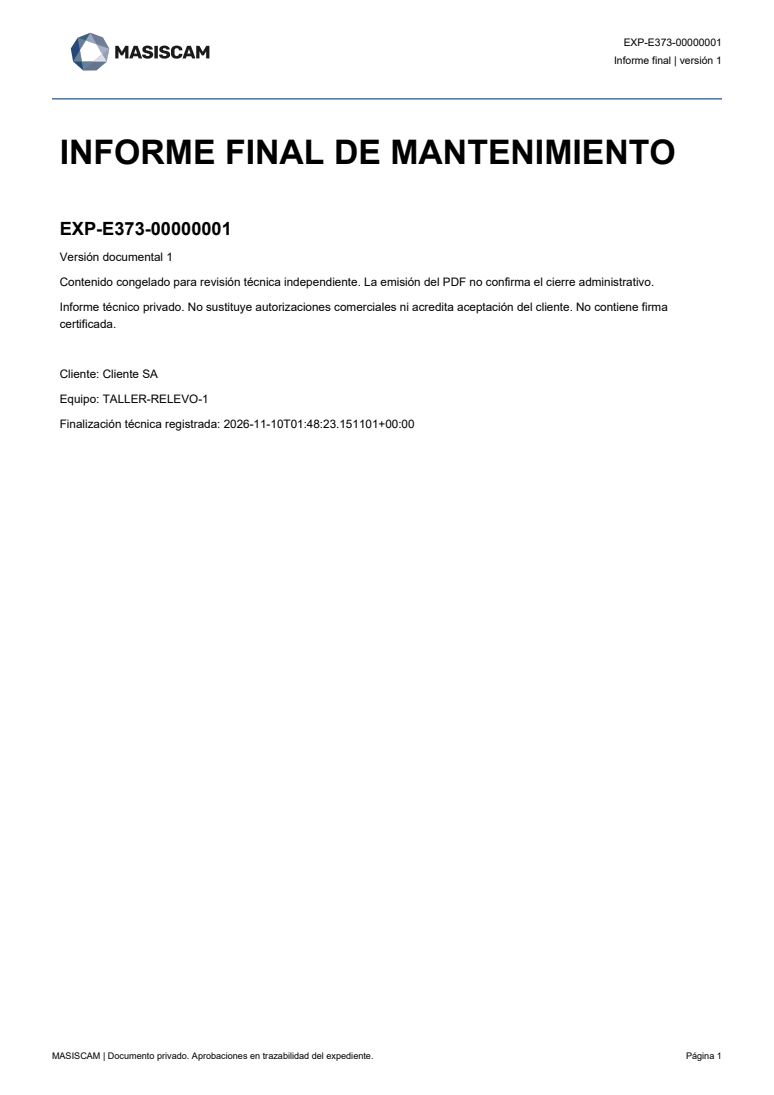 MASISCAM
EXP-E373-00000001
Informe final | versión 1
INFORME FINAL DE MANTENIMIENTO
EXP-E373-00000001
Versión documental 1
Contenido congelado para revisión técnica independiente. La emisión del PDF no confirma el cierre administrativo.
Informe técnico privado. No sustituye autorizaciones comerciales ni acredita aceptación del cliente. No contiene firma
certificada.
Cliente: Cliente SA
Equipo: TALLER-RELEVO-1
Finalización técnica registrada: 2026-11-10T01:48:23.151101+00:00
MASISCAM | Documento privado. Aprobaciones en trazabilidad del expediente.
Página 1